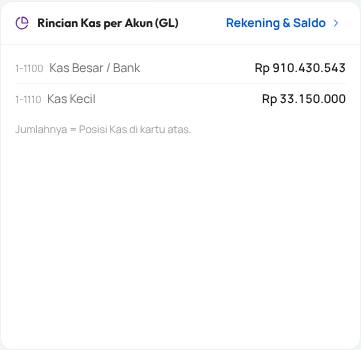 Rincian Kas per Akun (GL) Rekening & Saldo >
1-1100 Kas Besar / Bank Rp 910.430.543
1-1110 Kas Kecil Rp 33.150.000
Jumlahnya = Posisi Kas di kartu atas.